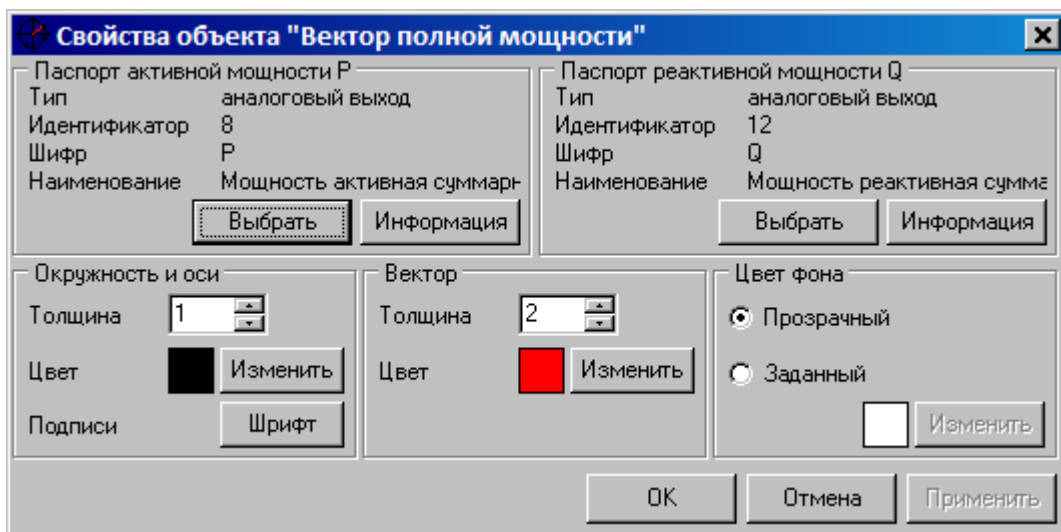 Свойства объекта "Вектор полной мощности"
Паспорт активной мощности P
Тип аналоговый выход
Идентификатор 8
Шифр P
Наименование Мощность активная суммарн
Выбрать Информация
Паспорт реактивной мощности Q
Тип аналоговый выход
Идентификатор 12
Шифр Q
Наименование Мощность реактивная сумма
Выбрать Информация
Окружность и оси
Толщина 1
Цвет Изменить
Подписи Шрифт
Вектор
Толщина 2
Цвет Изменить
Цвет фона
Прозрачный
Заданный
Изменить
OK Отмена Применить